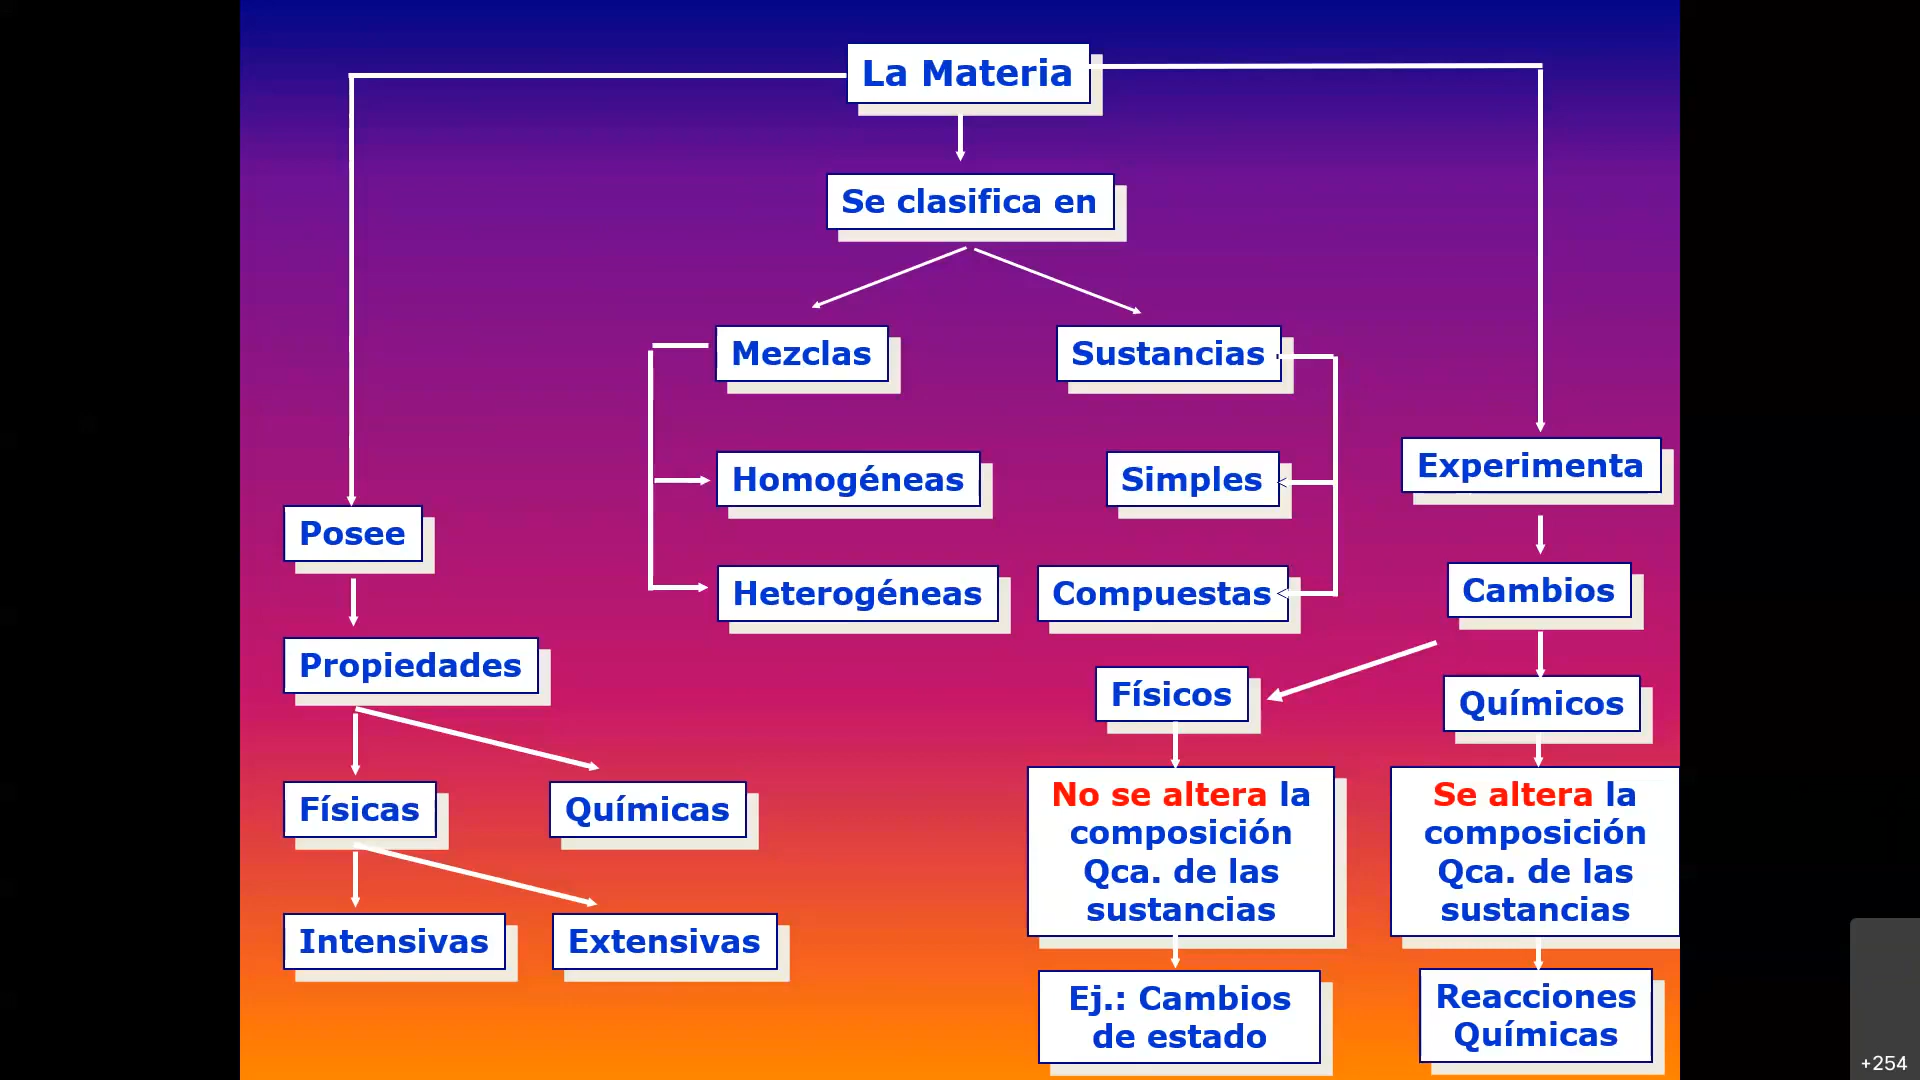 La Materia
Se clasifica en
Mezclas
Sustancias
Homogéneas
Simples
Experimenta
Posee
Heterogéneas
Compuestas
Cambios
Propiedades
Físicos
Químicos
Físicas
Químicas
No se altera la
composición
Qca. de las
sustancias
Se altera la
composición
Qca. de las
sustancias
Intensivas
Extensivas
Ej.: Cambios
de estado
Reacciones
Químicas
+254